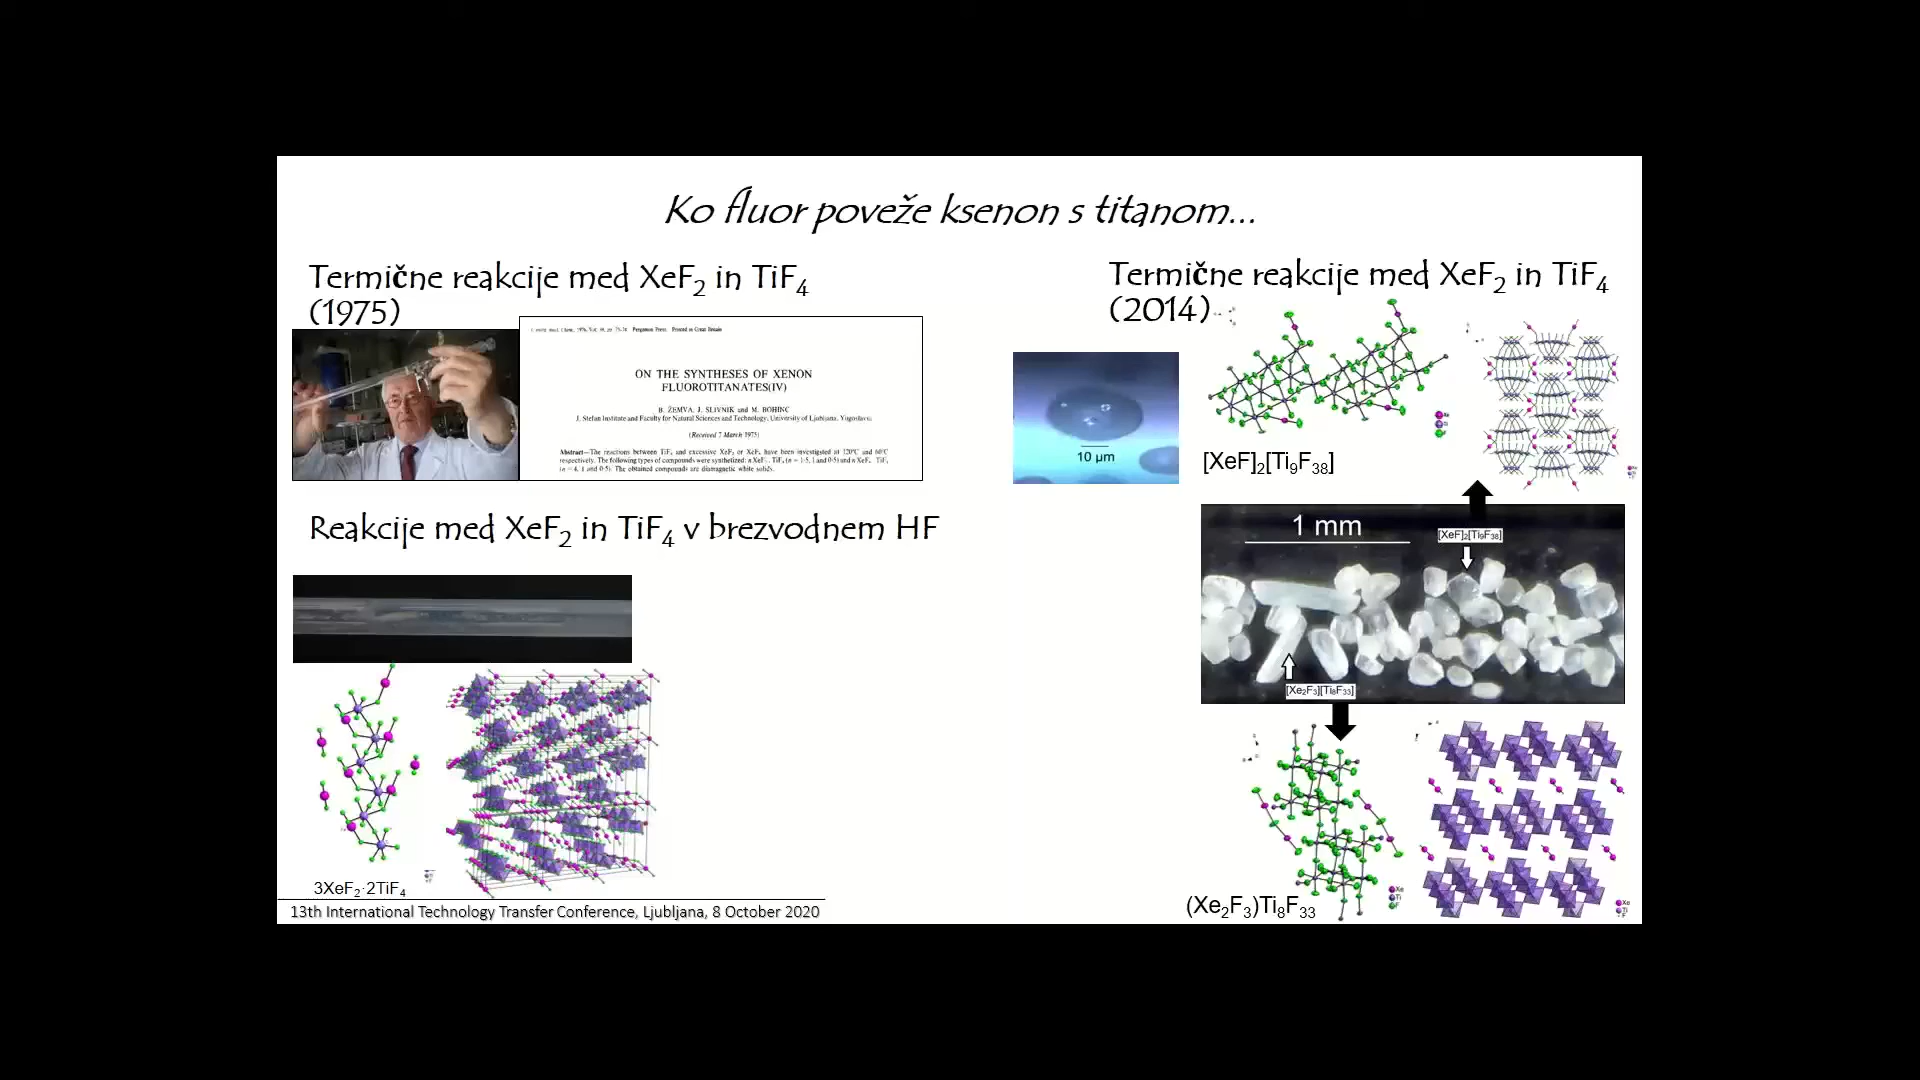 Ko fluor poveže ksenon s titanom...
Termične reakcije med XeF2 in TiF4
(1975)
ON THE SYNTHESES OF XENON
FLUOROTITANATES(IV)
B. ŽEMVA, J. SLIVNIK and M. BOHINC
J. Stefan Institute and Faculty for Natural Sciences and Technology, University of Ljubljana, Yugoslavia
(Received 7 March 1975)
Reakcije med XeF2 in TiF4 v brezvodnem HF
3XeF2·2TiF4
13th International Technology Transfer Conference, Ljubljana, 8 October 2020
Termične reakcije med XeF2 in TiF4
(2014)
10 µm
[XeF]2[Ti9F38]
1 mm
[XeF]2[Ti9F38]
[Xe2F3][Ti8F33]
(Xe2F3)Ti8F33